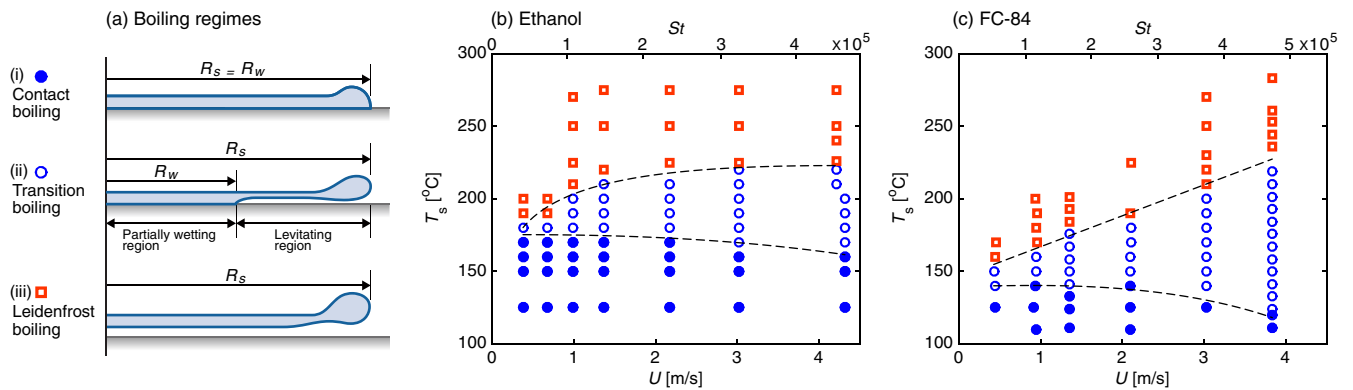 (a) Boiling regimes
(i)
Contact
boiling
R_s = R_w
(ii)
Transition
boiling
R_s
R_w
Partially wetting
region
Levitating
region
(iii)
Leidenfrost
boiling
R_s
(b) Ethanol
St
0 1 2 3 4 ×10^5
300
250
200
150
100
T_s [°C]
0 1 2 3 4
U [m/s]
(c) FC-84
St
0 1 2 3 4 5 ×10^5
300
250
200
150
100
T_s [°C]
0 1 2 3 4
U [m/s]